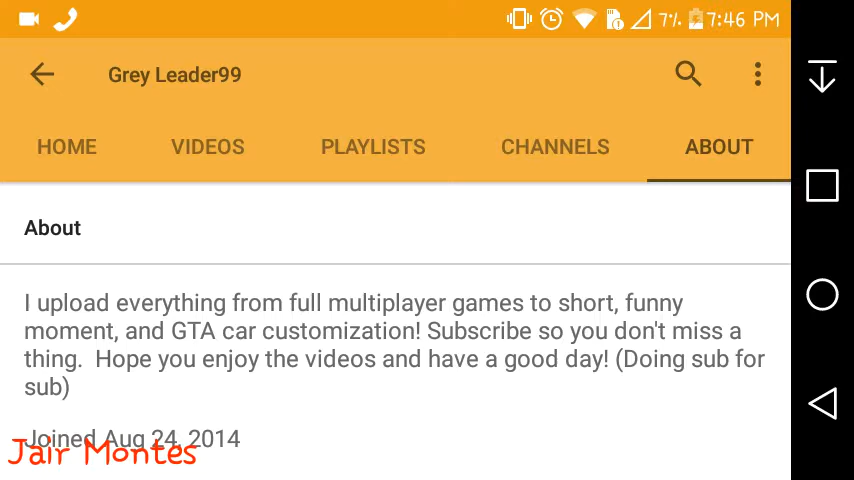 7% 7:46 PM
Grey Leader99
HOME VIDEOS PLAYLISTS CHANNELS ABOUT
About
I upload everything from full multiplayer games to short, funny
moment, and GTA car customization! Subscribe so you don't miss a
thing.  Hope you enjoy the videos and have a good day! (Doing sub for
sub)
Joined Aug 24, 2014
Jair Montes